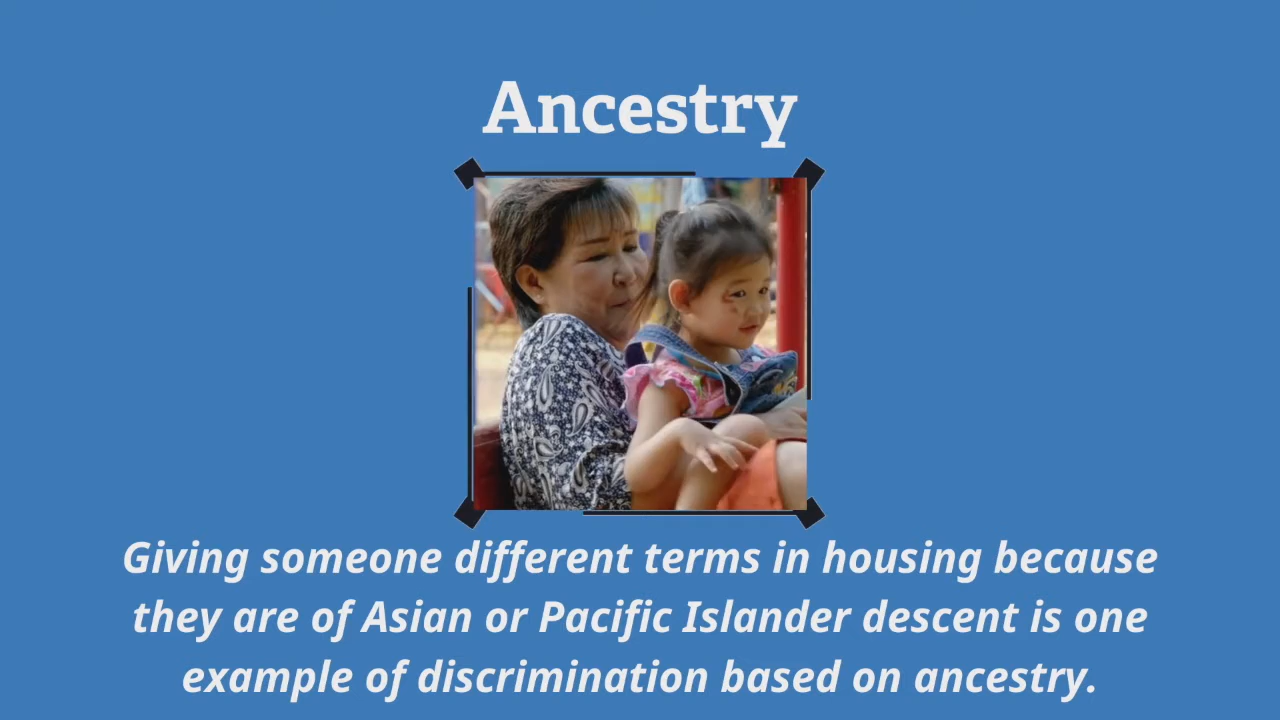 Ancestry
Giving someone different terms in housing because
they are of Asian or Pacific Islander descent is one
example of discrimination based on ancestry.